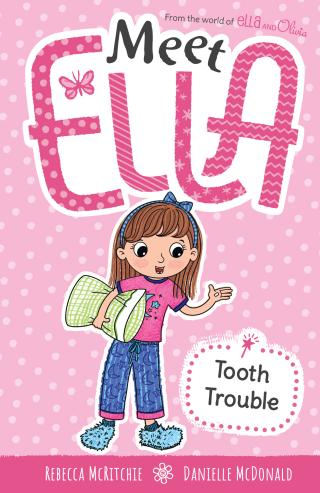 From the world of ella AND Olivia
Meet
ELLA
Tooth
Trouble
REBECCA MCRITCHIE DANIELLE MCDONALD